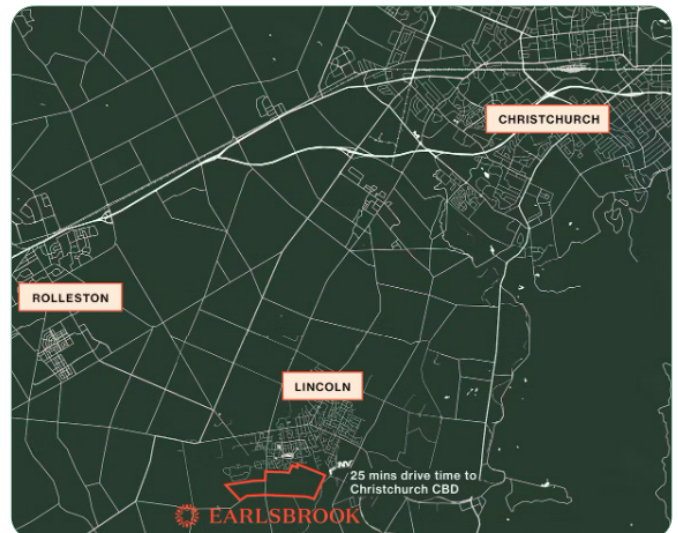 CHRISTCHURCH
ROLLESTON
LINCOLN
25 mins drive time to
Christchurch CBD
EARLSBROOK